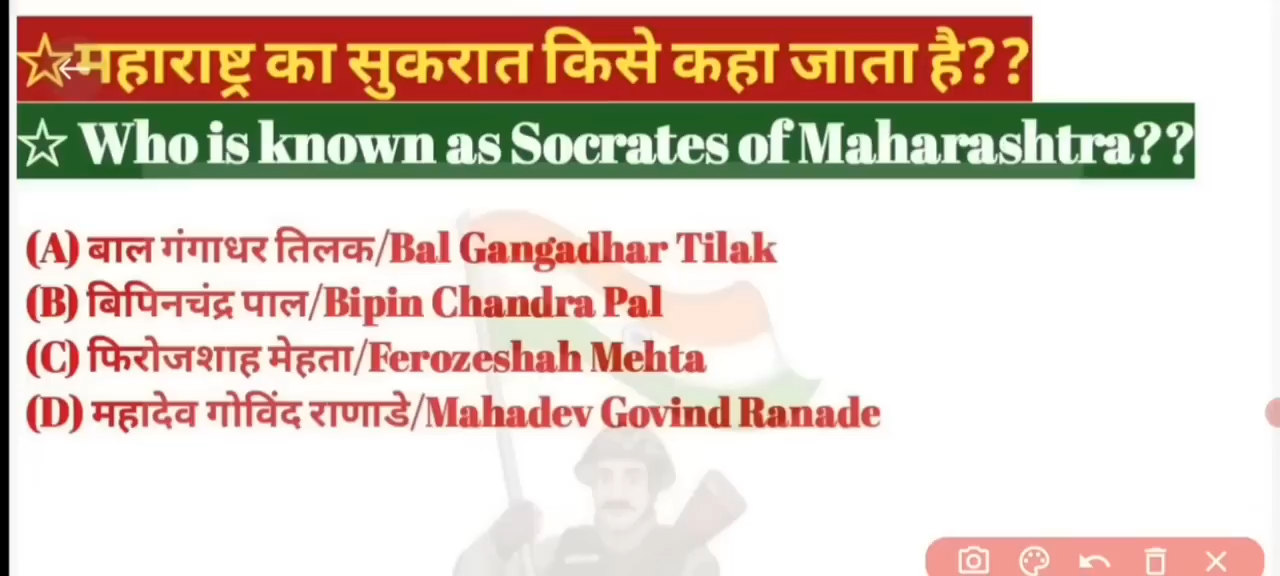 ☆महाराष्ट्र का सुकरात किसे कहा जाता है??
☆ Who is known as Socrates of Maharashtra??
(A) बाल गंगाधर तिलक/Bal Gangadhar Tilak
(B) बिपिनचंद्र पाल/Bipin Chandra Pal
(C) फिरोजशाह मेहता/Ferozeshah Mehta
(D) महादेव गोविंद राणाडे/Mahadev Govind Ranade